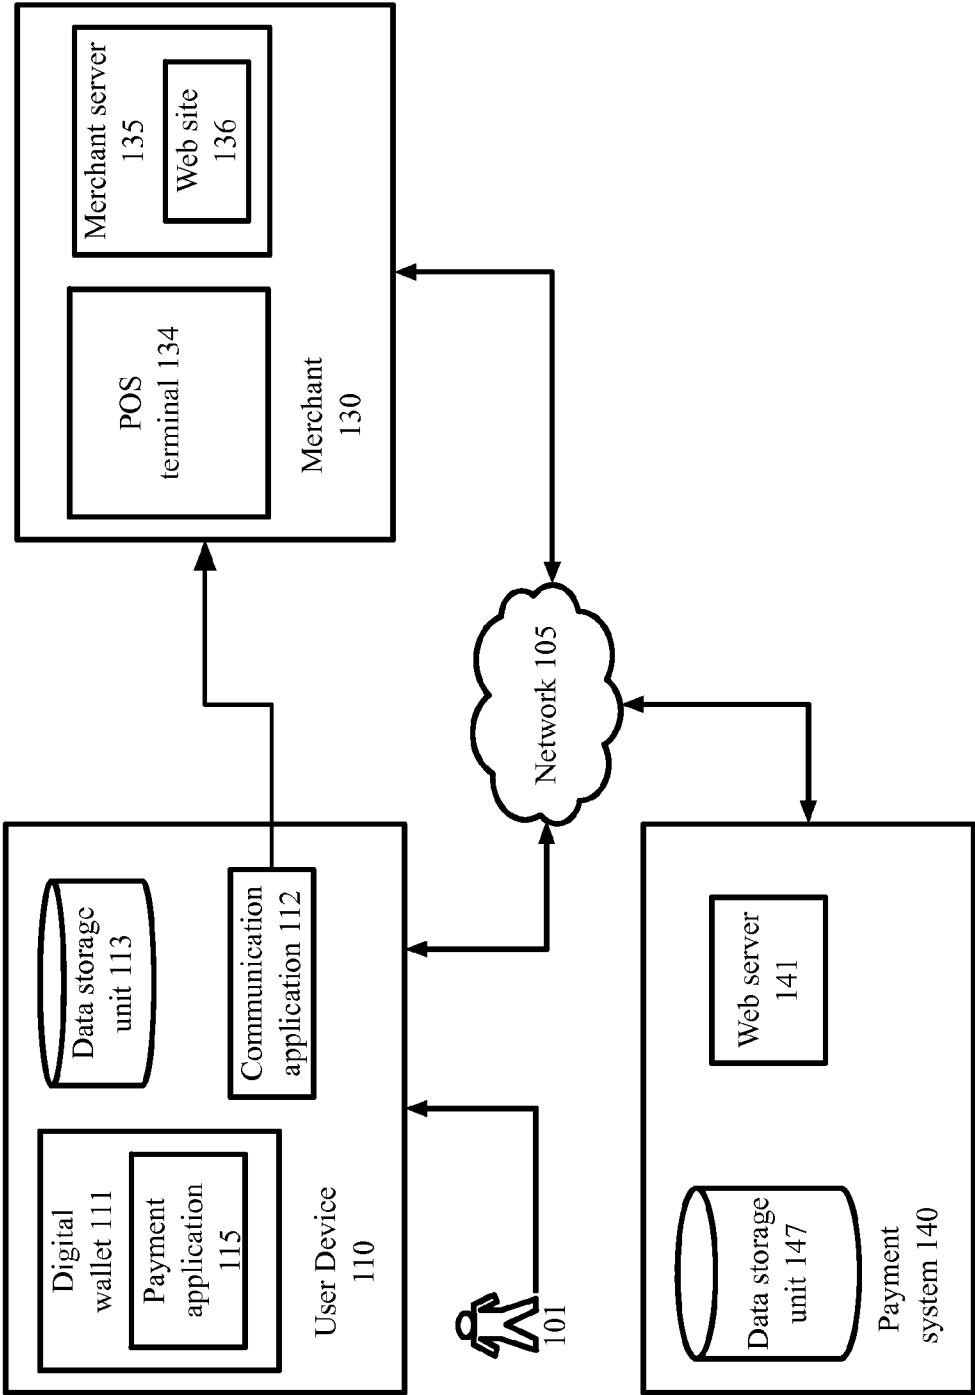 Digital
wallet 111
Payment
application
115
Data storage
unit 113
Communication
application 112
User Device
110
POS
terminal 134
Merchant server
135
Web site
136
Merchant
130
101
Network 105
Data storage
unit 147
Web server
141
Payment
system 140